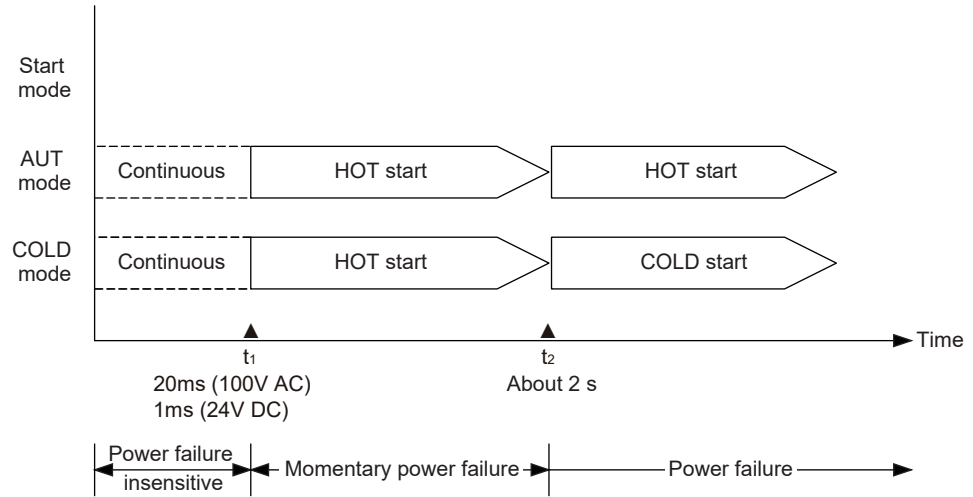 Start
mode
AUT
mode
Continuous
HOT start
HOT start
COLD
mode
Continuous
HOT start
COLD start
Time
t1
t2
20ms (100V AC)
About 2 s
1ms (24V DC)
Power failure
insensitive
Momentary power failure
Power failure